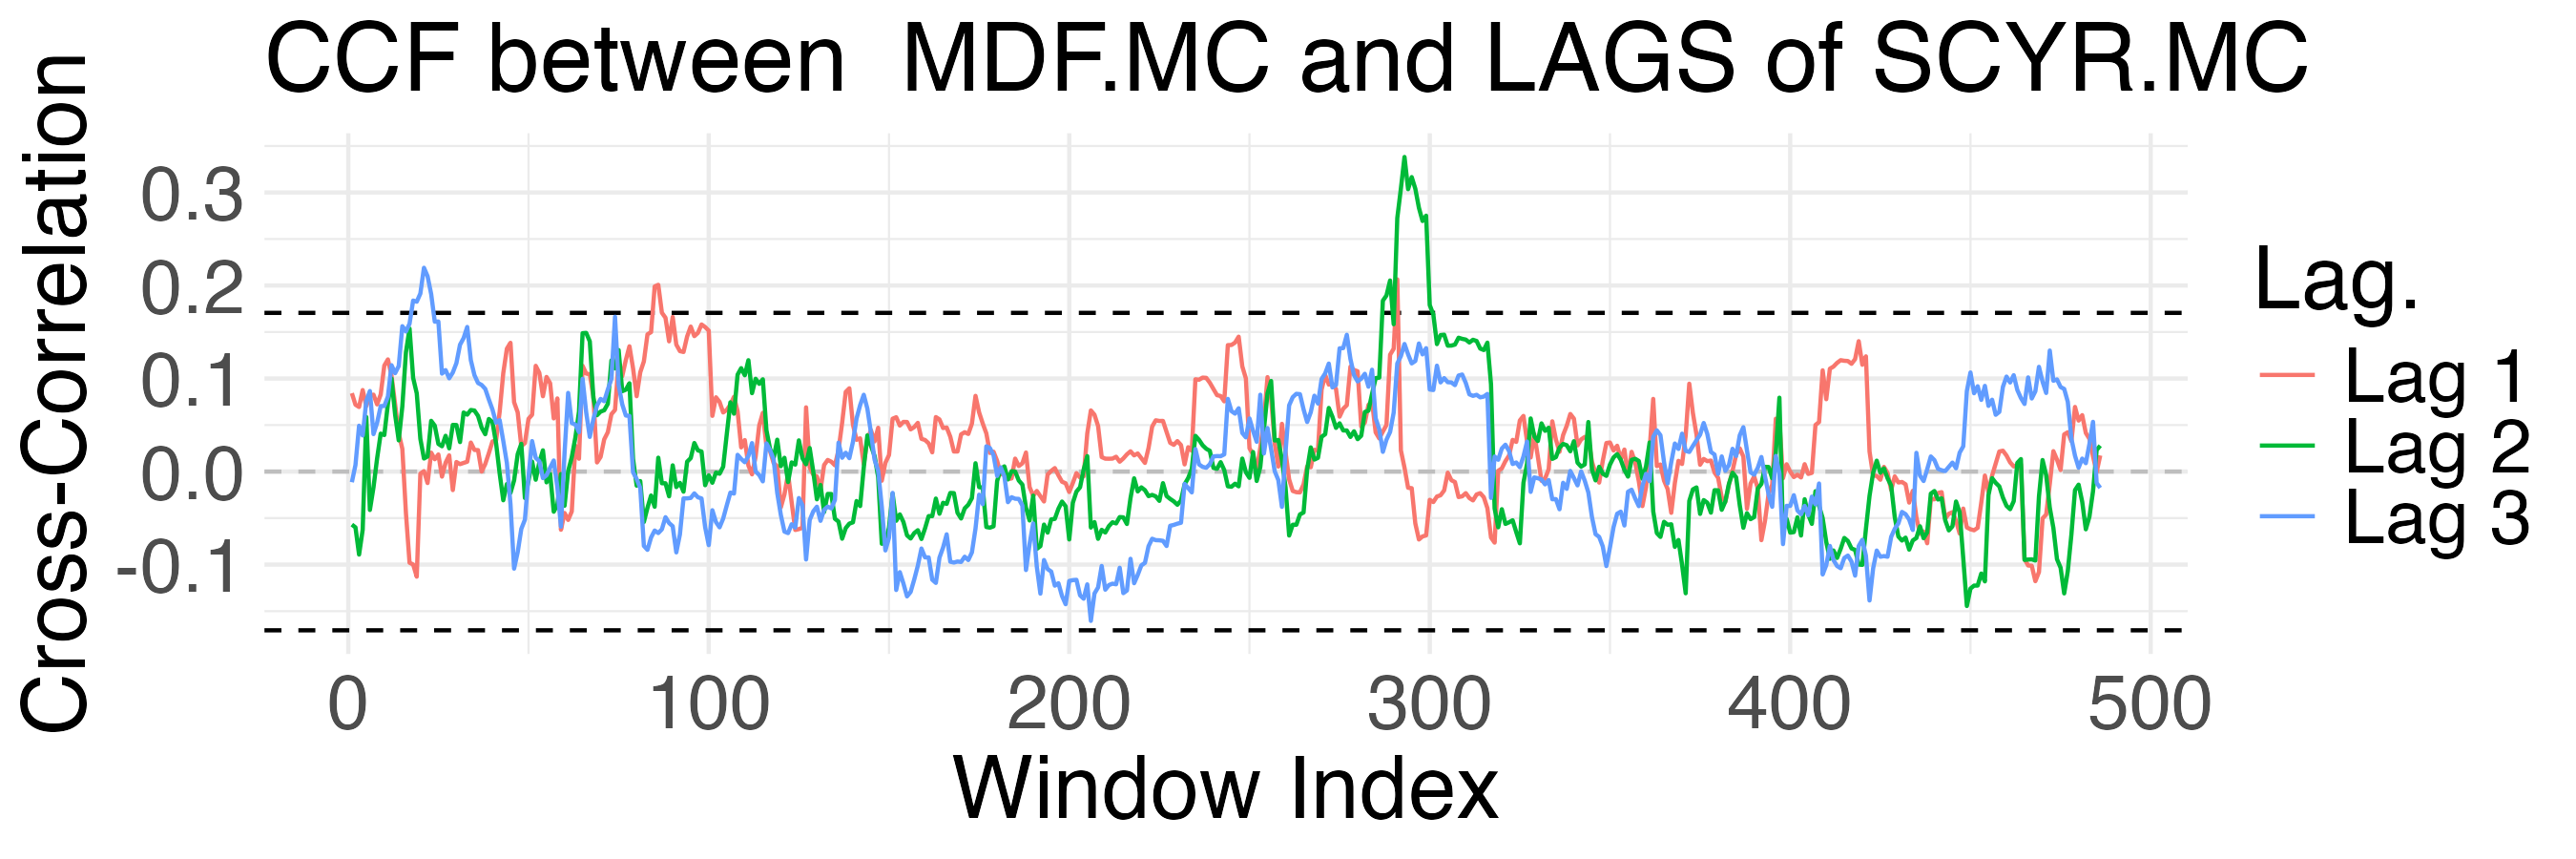 CCF between  MDF.MC and LAGS of SCYR.MC
Cross-Correlation
0.3
0.2
0.1
0.0
-0.1
0 100 200 300 400 500
Window Index
Lag.
Lag 1
Lag 2
Lag 3